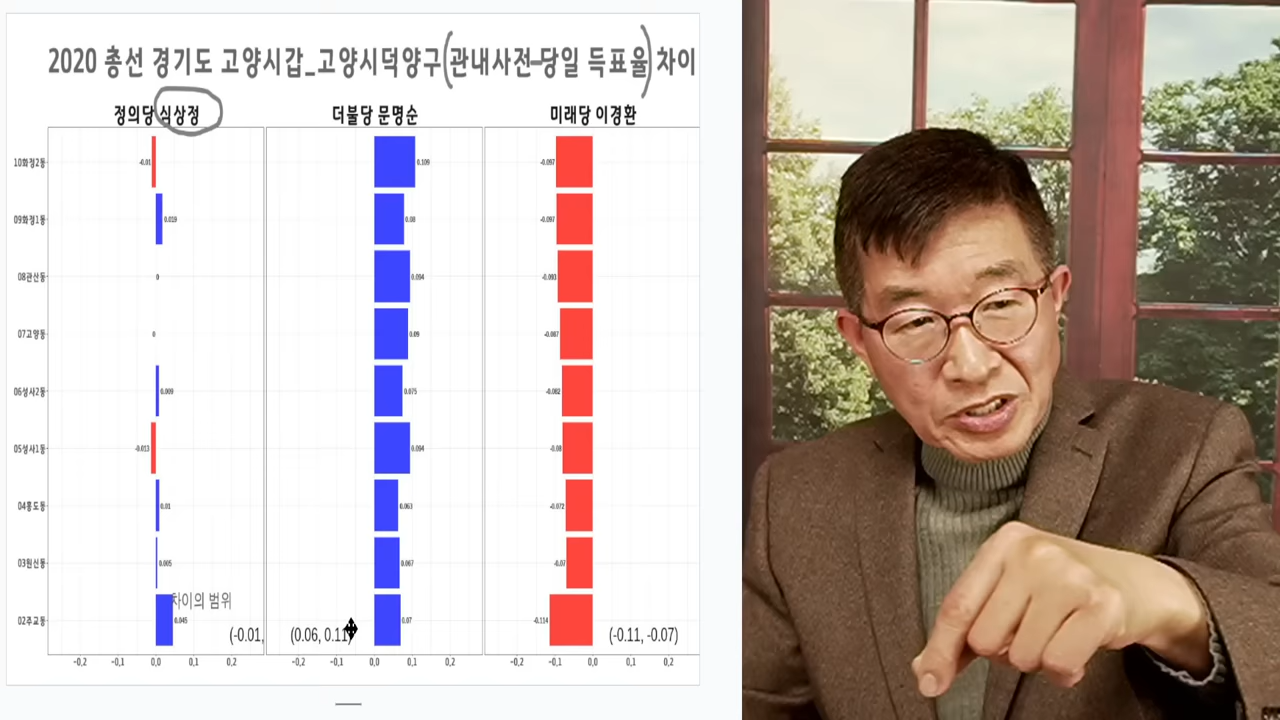 2020 총선 경기도 고양시갑_고양시덕양구(관내사전-당일 득표율) 차이
정의당 심상정 더불당 문명순 미래당 이경환
10화정2동 -0.01 0.109 -0.097
09화정1동 0.019 0.08 -0.097
08관산동 0 0.094 -0.093
07고양동 0 0.09 -0.087
06성사2동 0.009 0.075 -0.082
05성사1동 -0.013 0.094 -0.08
04흥도동 0.01 0.063 -0.072
03원신동 0.005 0.067 -0.07
차이의 범위
02주교동 0.045 0.07 -0.114
(-0.01, (0.06, 0.11) (-0.11, -0.07)
-0,2 -0,1 0,0 0,1 0,2 -0,2 -0,1 0,0 0,1 0,2 -0,2 -0,1 0,0 0,1 0,2